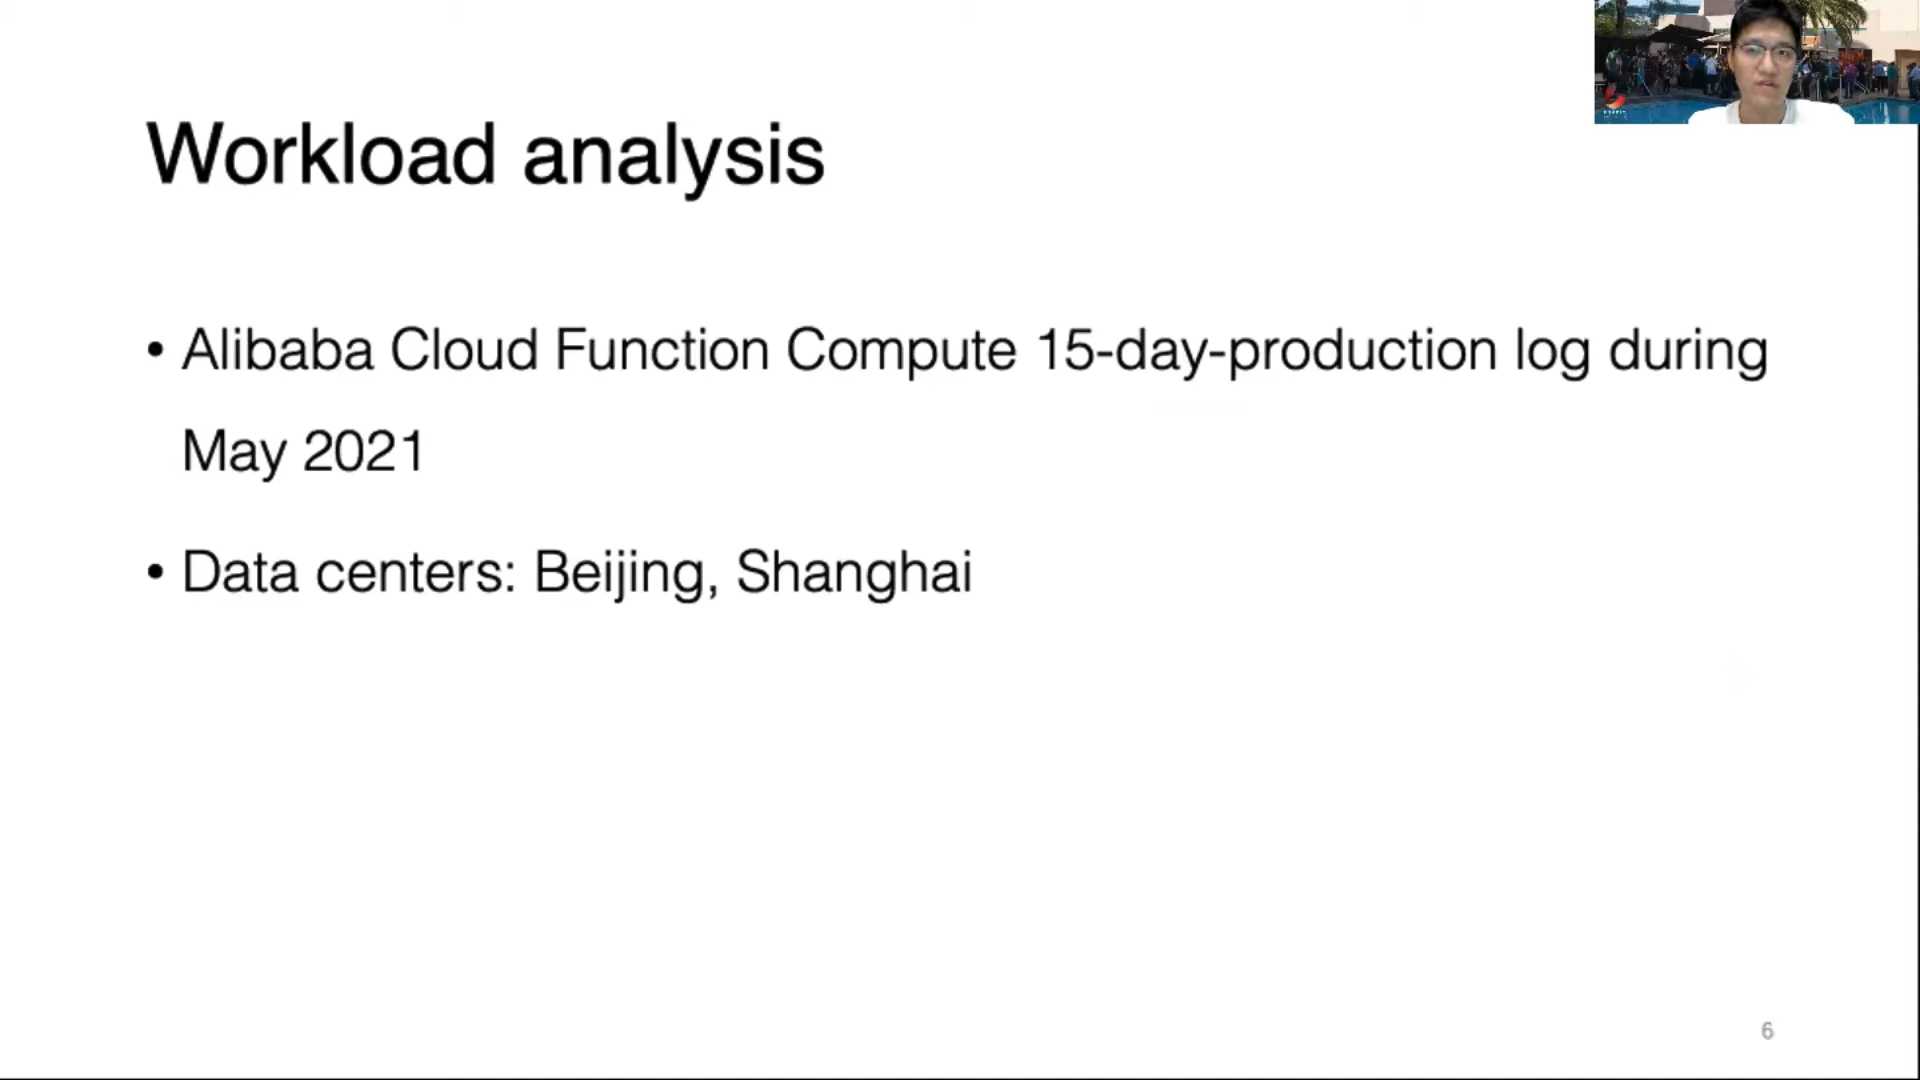 Workload analysis
• Alibaba Cloud Function Compute 15-day-production log during
May 2021
• Data centers: Beijing, Shanghai
6